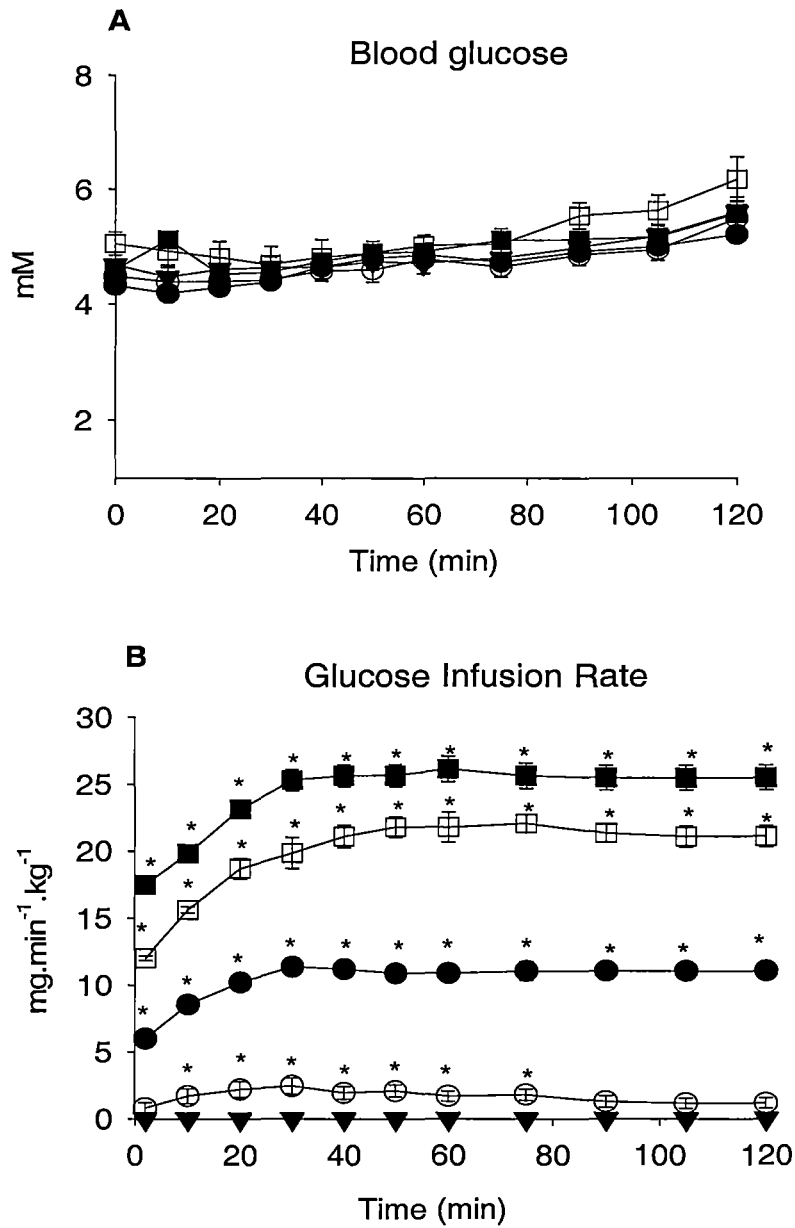 A
Blood glucose
8
6
4
2
mM
0 20 40 60 80 100 120
Time (min)
B
Glucose Infusion Rate
30
25
20
15
10
5
0
mg.min⁻¹.kg⁻¹
* * * * * * * * * * *
* * * * * * * * * * *
* * * * * * * * * * *
* * * * * * *
0 20 40 60 80 100 120
Time (min)